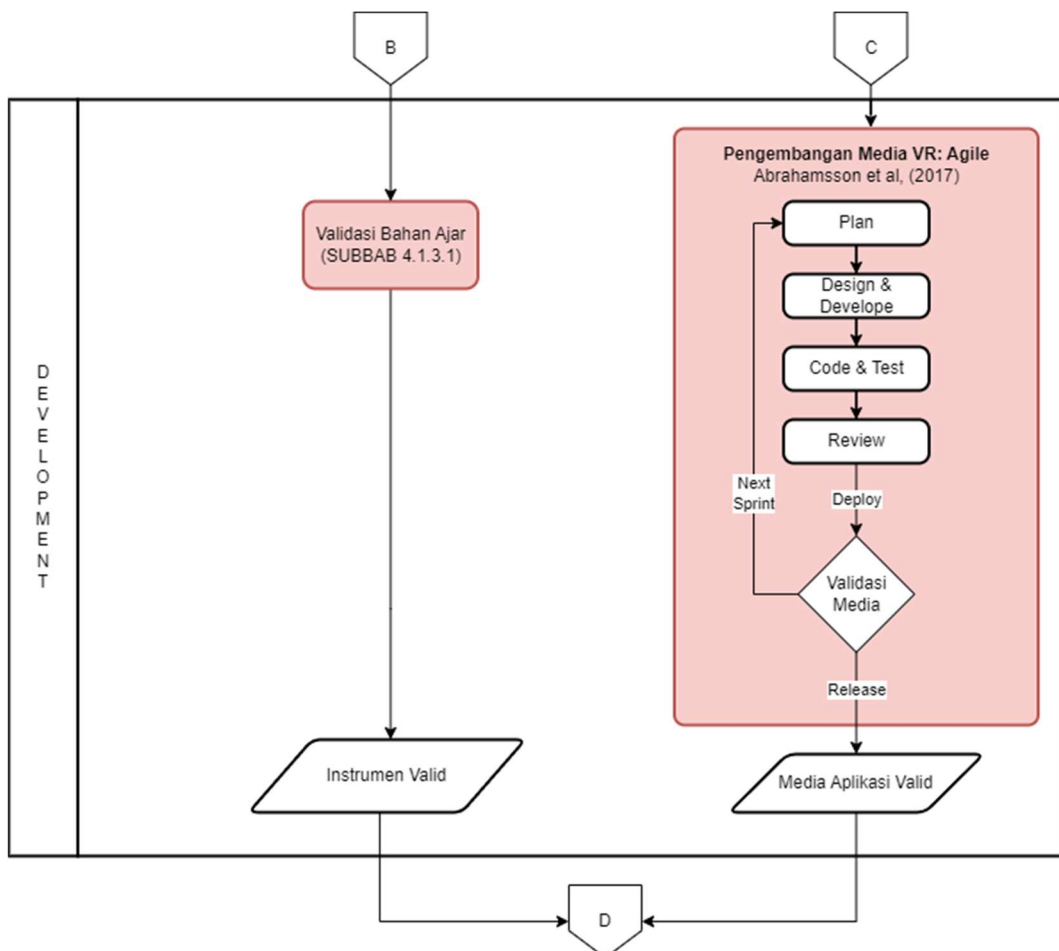 B
C
Pengembangan Media VR: Agile
Abrahamsson et al, (2017)
Plan
Validasi Bahan Ajar
(SUBBAB 4.1.3.1)
Design &
Develope
Code & Test
DEVELOPMENT
Review
Next
Sprint
Deploy
Validasi
Media
Release
Instrumen Valid
Media Aplikasi Valid
D